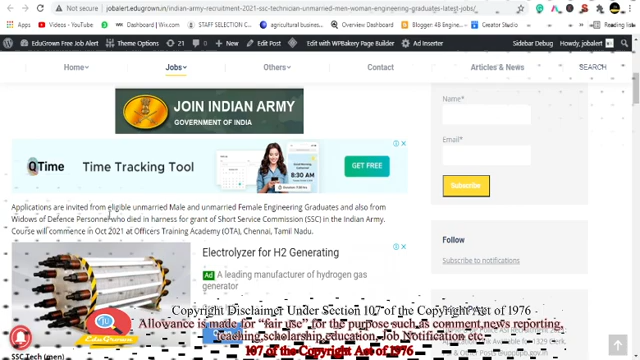 Not secure | jobalert.edugrown.in/indian-army-recruitment-2021-ssc-technician-unmarried-men-woman-engineering-graduates-latest-jobs/
YouTube
Dashboard | Wix.com
STAFF SELECTION C
agricultural business...
Overview Dashboard
Blogger: 4B Engine
Creator Studio
Reading list
EduGrown Free Job Alert
Theme Options
21
0
New
Edit Post
Edit with WPBakery Page Builder
Ad Inserter
Sidebar Debug
Howdy, jobalert
Home
Jobs
Others
Contact
Articles & News
SEARCH
JOIN INDIAN ARMY
GOVERNMENT OF INDIA
QTime
Time Tracking Tool
8:30 AM
GET FREE
Name*
Email*
Subscribe
Applications are invited from eligible unmarried Male and unmarried Female Engineering Graduates and also from
Widows of Defence Personnel who died in harness for grant of Short Service Commission (SSC) in the Indian Army.
Course will commence in Oct 2021 at Officers Training Academy (OTA), Chennai, Tamil Nadu.
Follow
Subscribe to notifications
Electrolyzer for H2 Generating
Ad A leading manufacturer of hydrogen gas
generator
Copyright Disclaimer Under Section 107 of the Copyright Act of 1976
Allowance is made for "fair use" for the purpose such as comment,news reporting,
teaching,scholarship,education, Job Notification etc.
107 of the Copyright Act of 1976
EduGrown
SSC Tech (men)